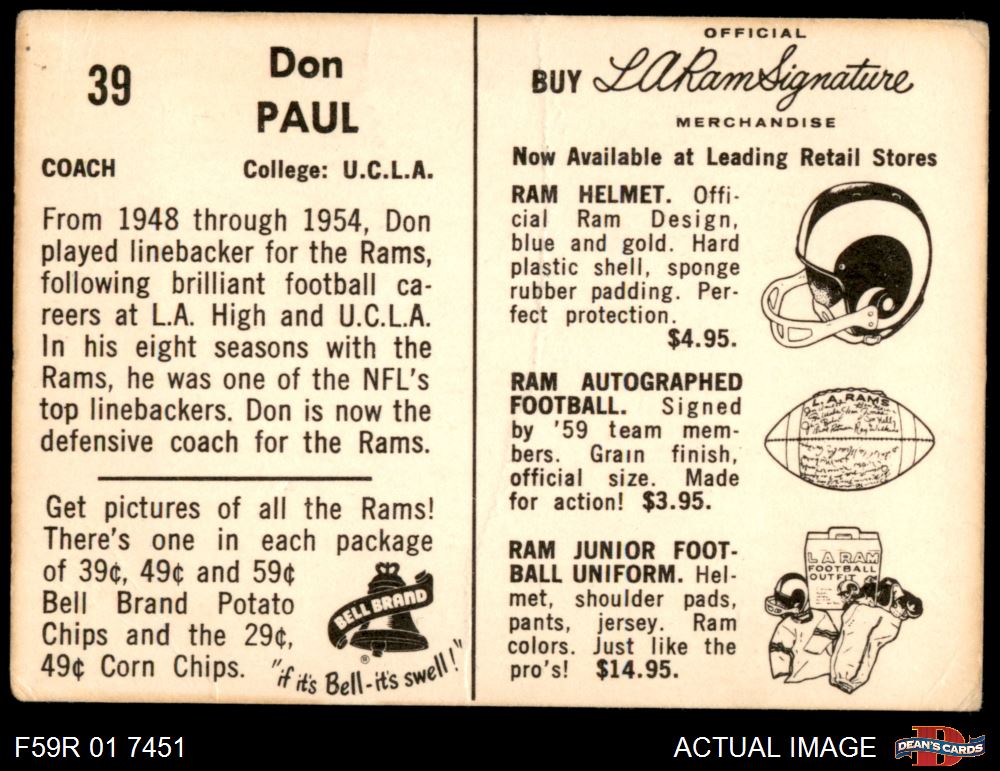 39
Don
PAUL
COACH College: U.C.L.A.
From 1948 through 1954, Don
played linebacker for the Rams,
following brilliant football ca-
reers at L.A. High and U.C.L.A.
In his eight seasons with the
Rams, he was one of the NFL's
top linebackers. Don is now the
defensive coach for the Rams.
Get pictures of all the Rams!
There's one in each package
of 39¢, 49¢ and 59¢
Bell Brand Potato
Chips and the 29¢,
49¢ Corn Chips.
BELL BRAND
®
"if it's Bell-it's swell!"
OFFICIAL
BUY LA Ram Signature
MERCHANDISE
Now Available at Leading Retail Stores
RAM HELMET. Offi-
cial Ram Design,
blue and gold. Hard
plastic shell, sponge
rubber padding. Per-
fect protection.
$4.95.
RAM AUTOGRAPHED
FOOTBALL. Signed
by '59 team mem-
bers. Grain finish,
official size. Made
for action! $3.95.
L.A. RAMS
RAM JUNIOR FOOT-
BALL UNIFORM. Hel-
met, shoulder pads,
pants, jersey. Ram
colors. Just like the
pro's! $14.95.
LA RAM
FOOTBALL
OUTFIT
F59R 01 7451
ACTUAL IMAGE
DEAN'S CARDS